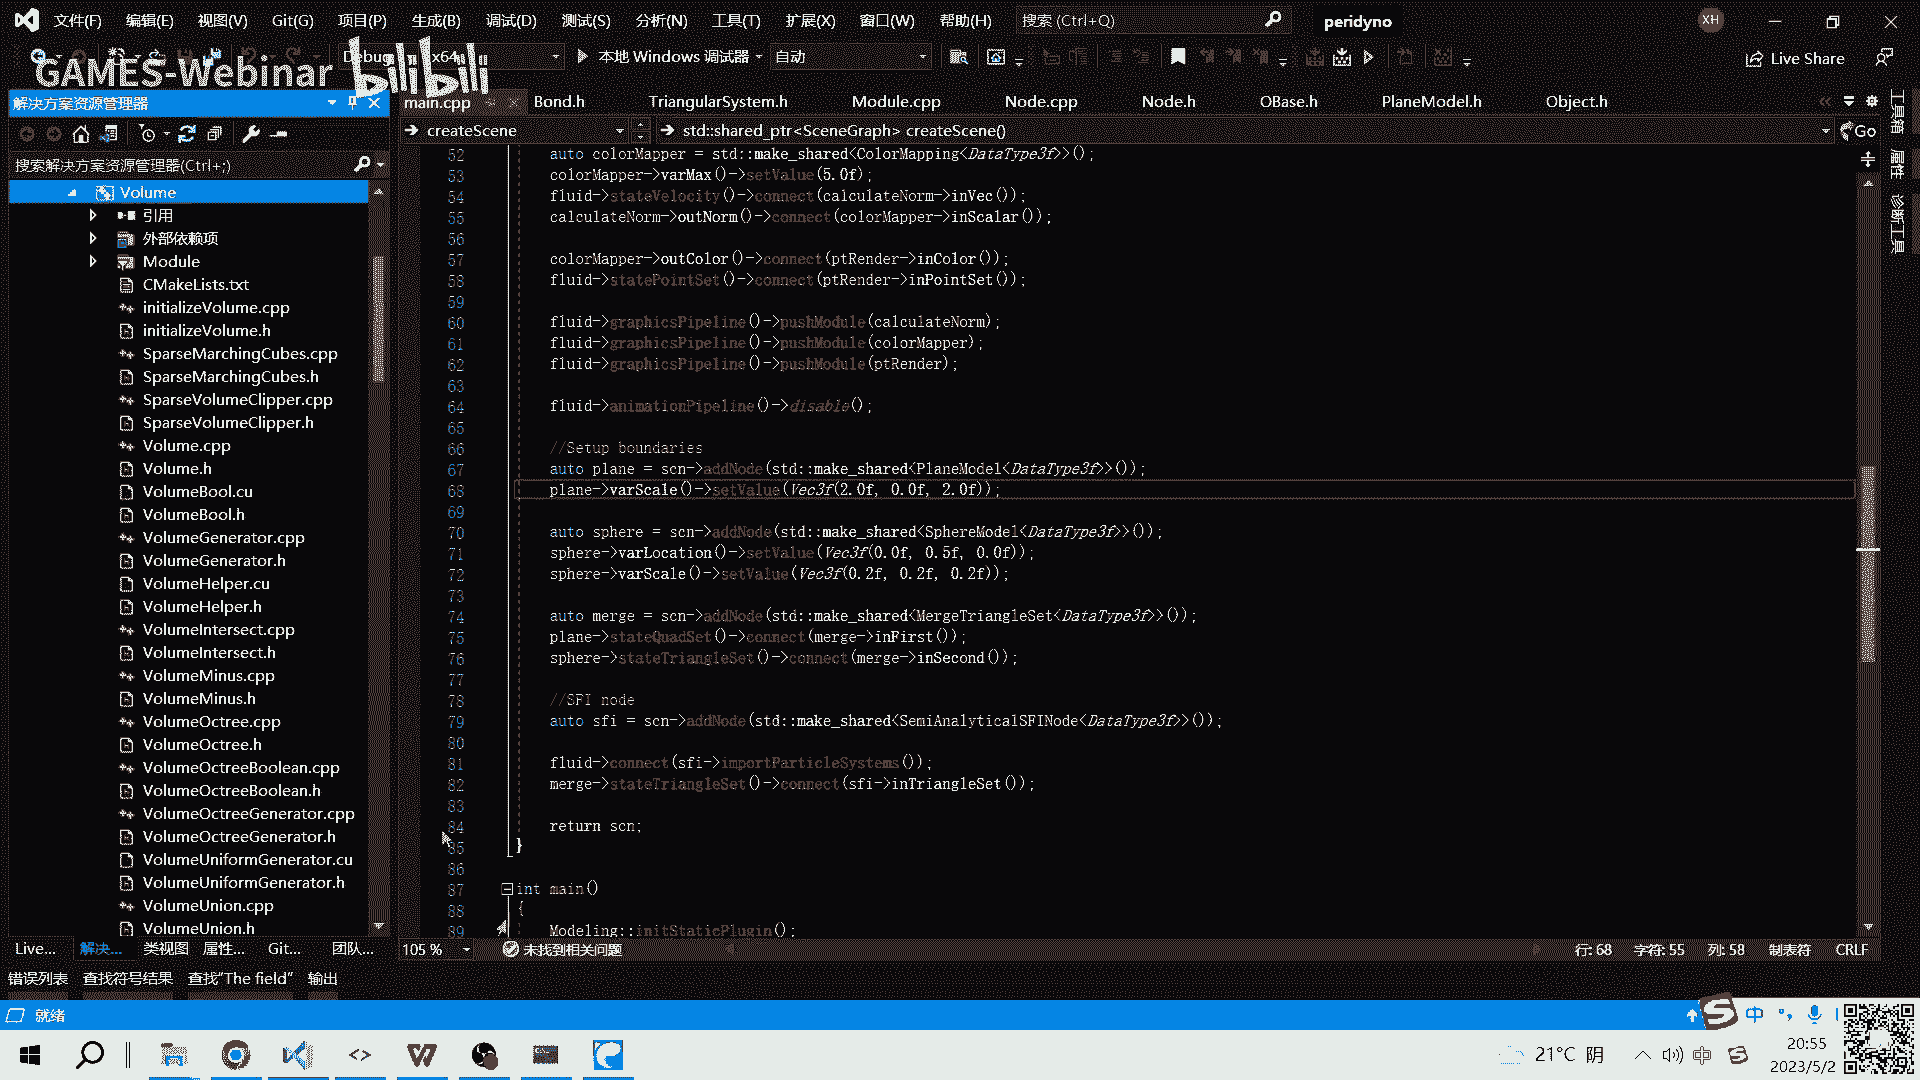 文件(F) 编辑(E) 视图(V) Git(G) 项目(P) 生成(B) 调试(D) 测试(S) 分析(N) 工具(T) 扩展(X) 窗口(W) 帮助(H) 搜索 (Ctrl+Q) peridyno XH
Debug x64 本地 Windows 调试器 自动 Live Share
GAMES-Webinar bilibili
解决方案资源管理器
main.cpp Bond.h TriangularSystem.h Module.cpp Node.cpp Node.h OBase.h PlaneModel.h Object.h
createScene std::shared_ptr<SceneGraph> createScene() Go
搜索解决方案资源管理器(Ctrl+;)
Volume
引用
外部依赖项
Module
CMakeLists.txt
initializeVolume.cpp
initializeVolume.h
SparseMarchingCubes.cpp
SparseMarchingCubes.h
SparseVolumeClipper.cpp
SparseVolumeClipper.h
Volume.cpp
Volume.h
VolumeBool.cu
VolumeBool.h
VolumeGenerator.cpp
VolumeGenerator.h
VolumeHelper.cu
VolumeHelper.h
VolumeIntersect.cpp
VolumeIntersect.h
VolumeMinus.cpp
VolumeMinus.h
VolumeOctree.cpp
VolumeOctree.h
VolumeOctreeBoolean.cpp
VolumeOctreeBoolean.h
VolumeOctreeGenerator.cpp
VolumeOctreeGenerator.h
VolumeUniformGenerator.cu
VolumeUniformGenerator.h
VolumeUnion.cpp
VolumeUnion.h
Live... 解决... 类视图 属性... Git... 团队...
52 auto colorMapper = std::make_shared<ColorMapping<DataType3f>>();
53 colorMapper->varMax()->setValue(5.0f);
54 fluid->stateVelocity()->connect(calculateNorm->inVec());
55 calculateNorm->outNorm()->connect(colorMapper->inScalar());
56
57 colorMapper->outColor()->connect(ptRender->inColor());
58 fluid->statePointSet()->connect(ptRender->inPointSet());
59
60 fluid->graphicsPipeline()->pushModule(calculateNorm);
61 fluid->graphicsPipeline()->pushModule(colorMapper);
62 fluid->graphicsPipeline()->pushModule(ptRender);
63
64 fluid->animationPipeline()->disable();
65
66 //Setup boundaries
67 auto plane = scn->addNode(std::make_shared<PlaneModel<DataType3f>>());
68 plane->varScale()->setValue(Vec3f(2.0f, 0.0f, 2.0f));
69
70 auto sphere = scn->addNode(std::make_shared<SphereModel<DataType3f>>());
71 sphere->varLocation()->setValue(Vec3f(0.0f, 0.5f, 0.0f));
72 sphere->varScale()->setValue(Vec3f(0.2f, 0.2f, 0.2f));
73
74 auto merge = scn->addNode(std::make_shared<MergeTriangleSet<DataType3f>>());
75 plane->stateQuadSet()->connect(merge->inFirst());
76 sphere->stateTriangleSet()->connect(merge->inSecond());
77
78 //SFI node
79 auto sfi = scn->addNode(std::make_shared<SemiAnalyticalSFINode<DataType3f>>());
80
81 fluid->connect(sfi->importParticleSystems());
82 merge->stateTriangleSet()->connect(sfi->inTriangleSet());
83
84 return scn;
85 }
86
87 int main()
88 {
89 Modeling::initStaticPlugin();
工具箱
属性
诊断工具
105 % 未找到相关问题 行: 68 字符: 55 列: 58 制表符 CRLF
错误列表 查找符号结果 查找"The field" 输出
就绪
中
21°C 阴 中 20:55
2023/5/2